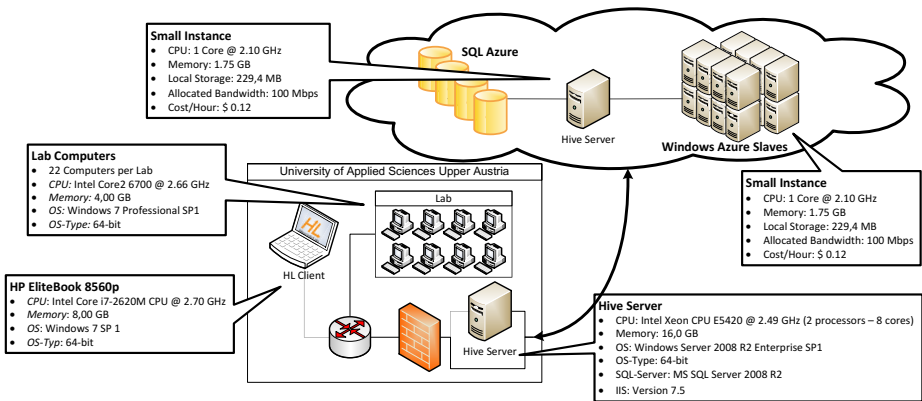 Small Instance
• CPU: 1 Core @ 2.10 GHz
• Memory: 1.75 GB
• Local Storage: 229,4 MB
• Allocated Bandwidth: 100 Mbps
• Cost/Hour: $ 0.12
SQL Azure
Hive Server
Windows Azure Slaves
Lab Computers
• 22 Computers per Lab
• CPU: Intel Core2 6700 @ 2.66 GHz
• Memory: 4,00 GB
• OS: Windows 7 Professional SP1
• OS-Type: 64-bit
University of Applied Sciences Upper Austria
Lab
HL
HL Client
Small Instance
• CPU: 1 Core @ 2.10 GHz
• Memory: 1.75 GB
• Local Storage: 229,4 MB
• Allocated Bandwidth: 100 Mbps
• Cost/Hour: $ 0.12
HP EliteBook 8560p
• CPU: Intel Core i7-2620M CPU @ 2.70 GHz
• Memory: 8,00 GB
• OS: Windows 7 SP 1
• OS-Typ: 64-bit
Hive Server
Hive Server
• CPU: Intel Xeon CPU E5420 @ 2.49 GHz (2 processors – 8 cores)
• Memory: 16,0 GB
• OS: Windows Server 2008 R2 Enterprise SP1
• OS-Type: 64-bit
• SQL-Server: MS SQL Server 2008 R2
• IIS: Version 7.5